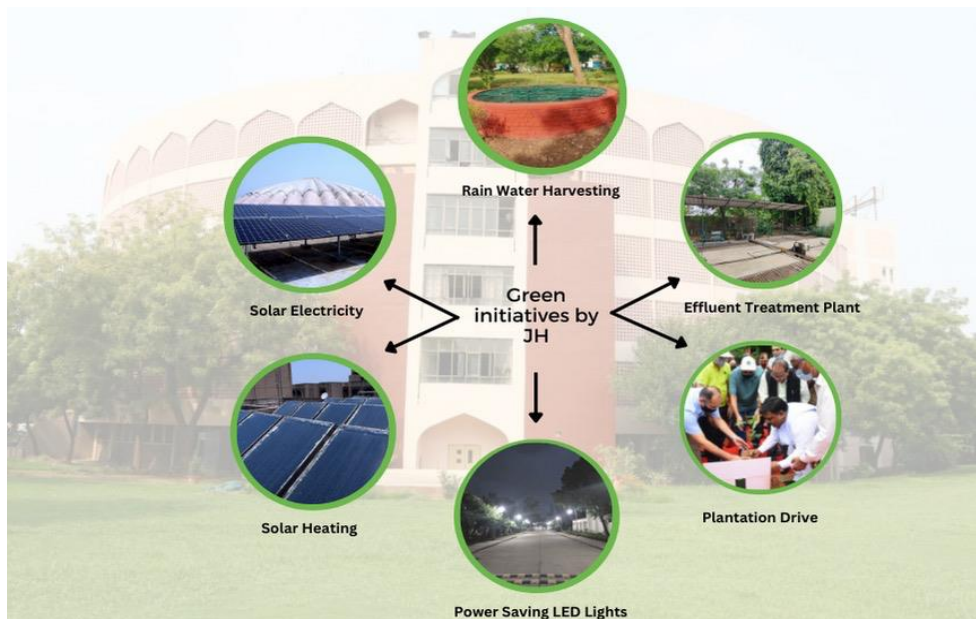 Rain Water Harvesting
Solar Electricity
Green
initiatives by
JH
Effluent Treatment Plant
Solar Heating
Plantation Drive
Power Saving LED Lights